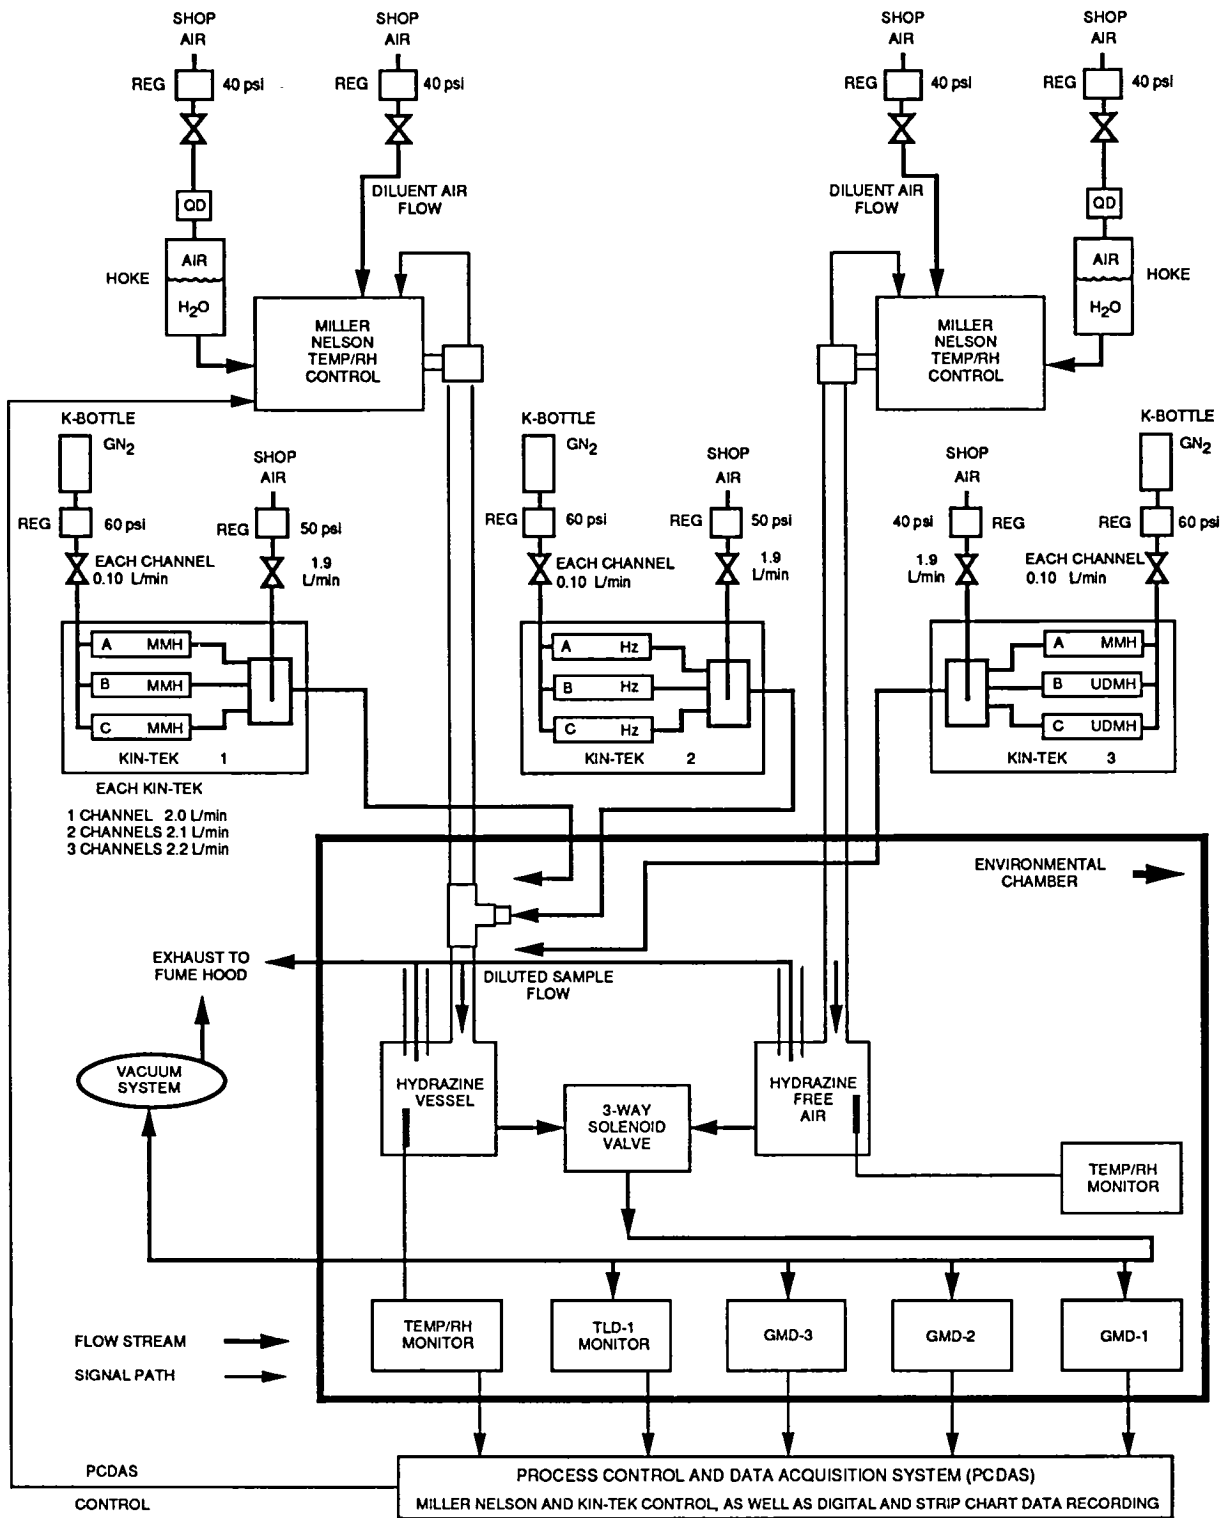 SHOP
AIR
REG
40 psi
SHOP
AIR
REG
40 psi
SHOP
AIR
REG
40 psi
SHOP
AIR
REG
40 psi
QD
DILUENT AIR
FLOW
DILUENT AIR
FLOW
QD
HOKE
AIR
H2O
AIR
H2O
HOKE
MILLER
NELSON
TEMP/RH
CONTROL
MILLER
NELSON
TEMP/RH
CONTROL
K-BOTTLE
GN2
SHOP
AIR
REG
60 psi
REG
50 psi
EACH CHANNEL
0.10 L/min
1.9
L/min
K-BOTTLE
GN2
SHOP
AIR
REG
60 psi
REG
50 psi
EACH CHANNEL
0.10 L/min
1.9
L/min
K-BOTTLE
GN2
SHOP
AIR
40 psi
REG
REG
60 psi
1.9
L/min
EACH CHANNEL
0.10 L/min
A MMH
B MMH
C MMH
KIN-TEK 1
A Hz
B Hz
C Hz
KIN-TEK 2
A MMH
B UDMH
C UDMH
KIN-TEK 3
EACH KIN-TEK
1 CHANNEL 2.0 L/min
2 CHANNELS 2.1 L/min
3 CHANNELS 2.2 L/min
ENVIRONMENTAL
CHAMBER
EXHAUST TO
FUME HOOD
DILUTED SAMPLE
FLOW
VACUUM
SYSTEM
HYDRAZINE
VESSEL
3-WAY
SOLENOID
VALVE
HYDRAZINE
FREE
AIR
TEMP/RH
MONITOR
FLOW STREAM
SIGNAL PATH
TEMP/RH
MONITOR
TLD-1
MONITOR
GMD-3
GMD-2
GMD-1
PCDAS
CONTROL
PROCESS CONTROL AND DATA ACQUISITION SYSTEM (PCDAS)
MILLER NELSON AND KIN-TEK CONTROL, AS WELL AS DIGITAL AND STRIP CHART DATA RECORDING